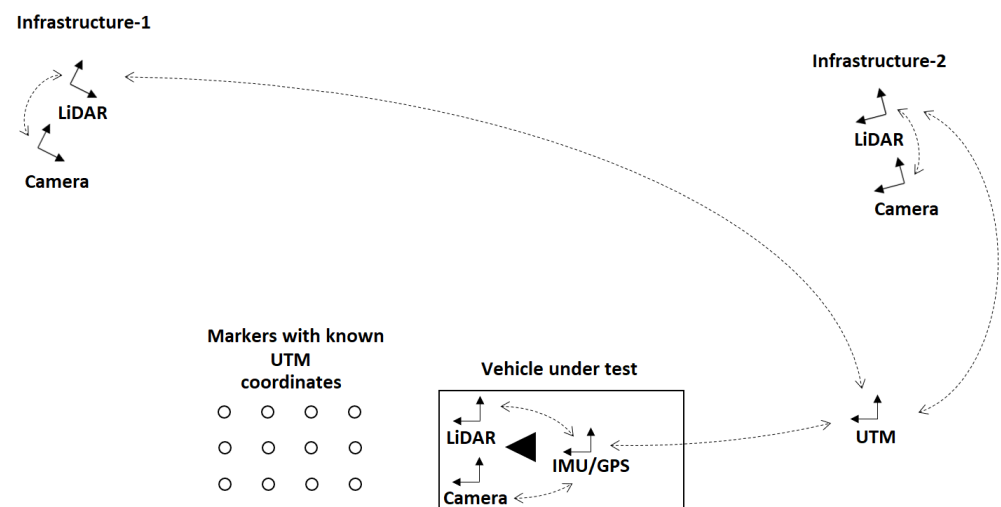 Infrastructure-1
LiDAR
Camera
Infrastructure-2
LiDAR
Camera
Markers with known
UTM
coordinates
Vehicle under test
LiDAR
IMU/GPS
Camera
UTM